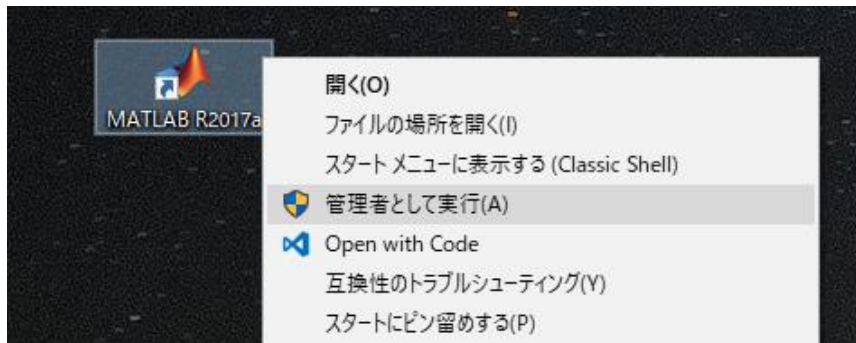 MATLAB R2017a
開く(O)
ファイルの場所を開く(I)
スタート メニューに表示する (Classic Shell)
管理者として実行(A)
Open with Code
互換性のトラブルシューティング(Y)
スタートにピン留めする(P)